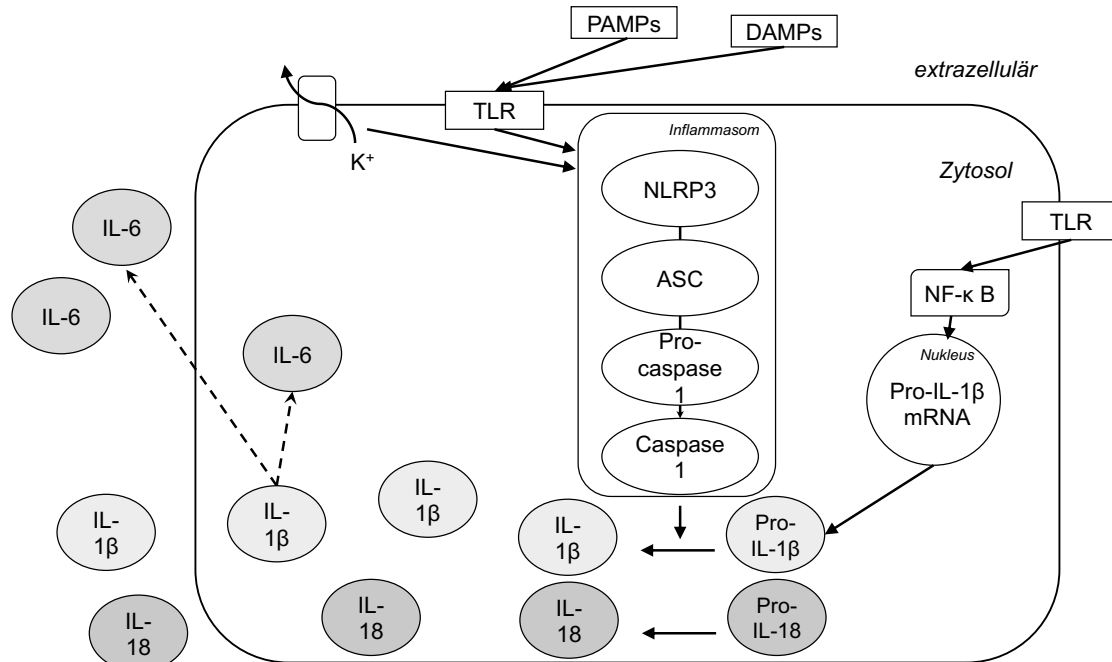 PAMPs
DAMPs
extrazellulär
TLR
Inflammasom
K⁺
NLRP3
Zytosol
IL-6
TLR
ASC
NF-κ B
IL-6
IL-6
Pro-
caspase
1
Nukleus
Pro-IL-1β
mRNA
Caspase
1
IL-
1β
IL-
1β
IL-
1β
IL-
1β
Pro-
IL-1β
IL-
18
IL-
18
IL-
18
Pro-
IL-18